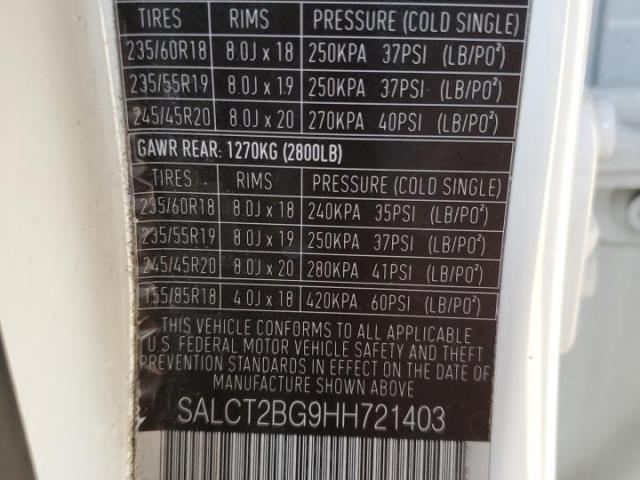 TIRES RIMS PRESSURE (COLD SINGLE)
235/60R18 8.0J x 18 250KPA 37PSI (LB/PO²)
235/55R19 8.0J x 19 250KPA 37PSI (LB/PO²)
245/45R20 8.0J x 20 270KPA 40PSI (LB/PO²)
GAWR REAR: 1270KG (2800LB)
TIRES RIMS PRESSURE (COLD SINGLE)
235/60R18 8.0J x 18 240KPA 35PSI (LB/PO²)
235/55R19 8.0J x 19 250KPA 37PSI (LB/PO²)
245/45R20 8.0J x 20 280KPA 41PSI (LB/PO²)
155/85R18 4.0J x 18 420KPA 60PSI (LB/PO²)
THIS VEHICLE CONFORMS TO ALL APPLICABLE
U.S. FEDERAL MOTOR VEHICLE SAFETY AND THEFT
PREVENTION STANDARDS IN EFFECT ON THE DATE
OF MANUFACTURE SHOWN ABOVE.
SALCT2BG9HH721403